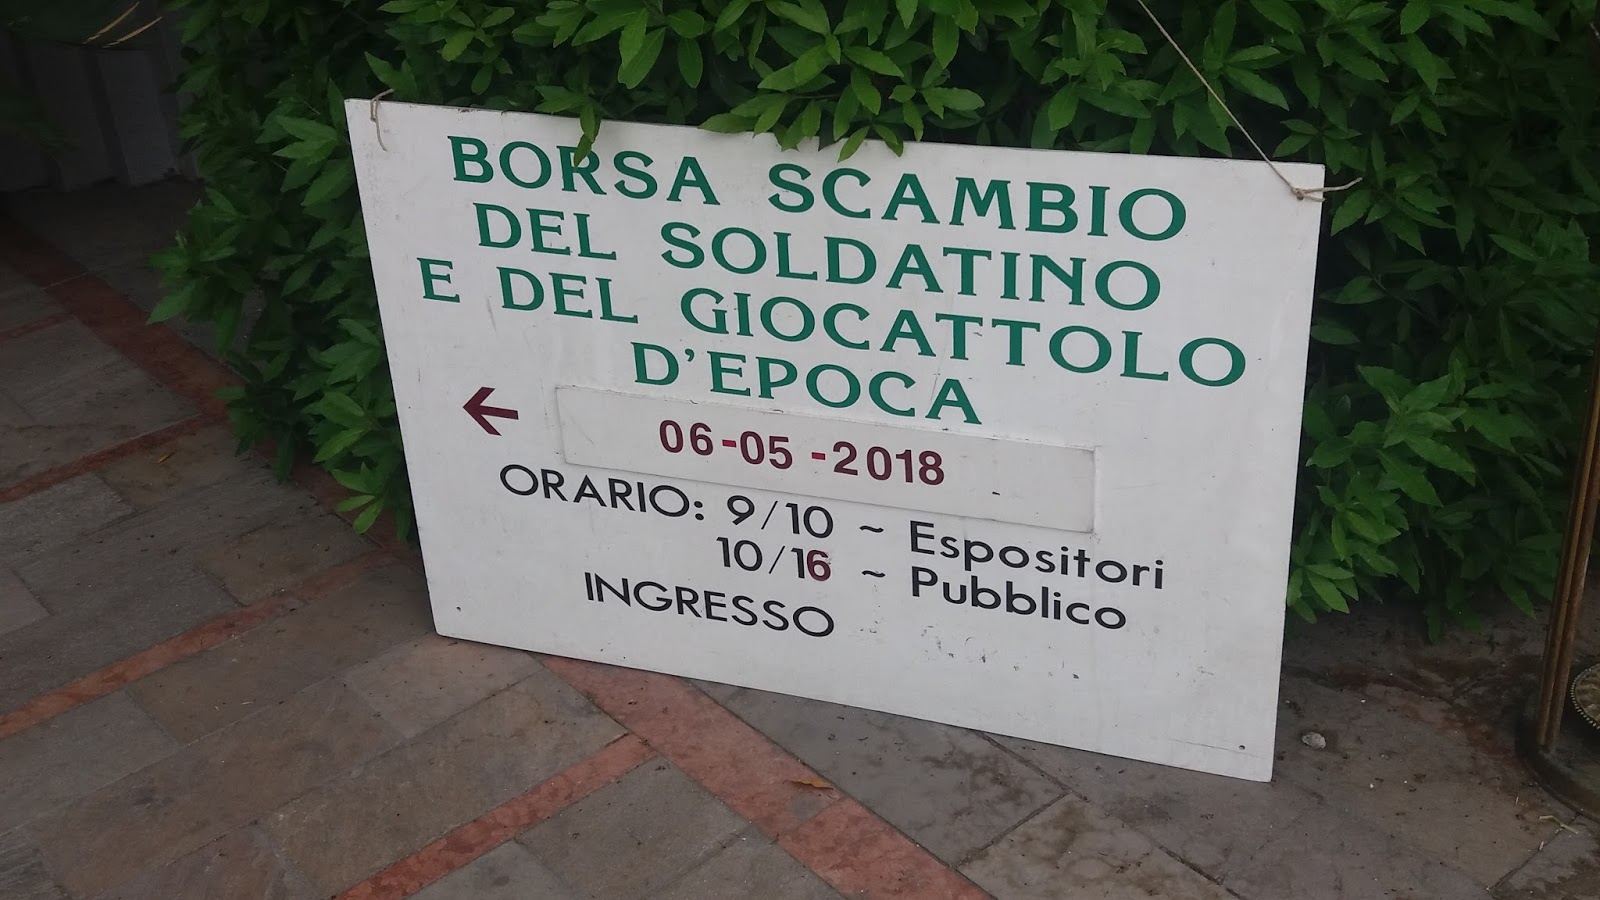 BORSA SCAMBIO
DEL SOLDATINO
E DEL GIOCATTOLO
D'EPOCA
← 06-05-2018
ORARIO: 9/10 ~ Espositori
10/16 ~ Pubblico
INGRESSO